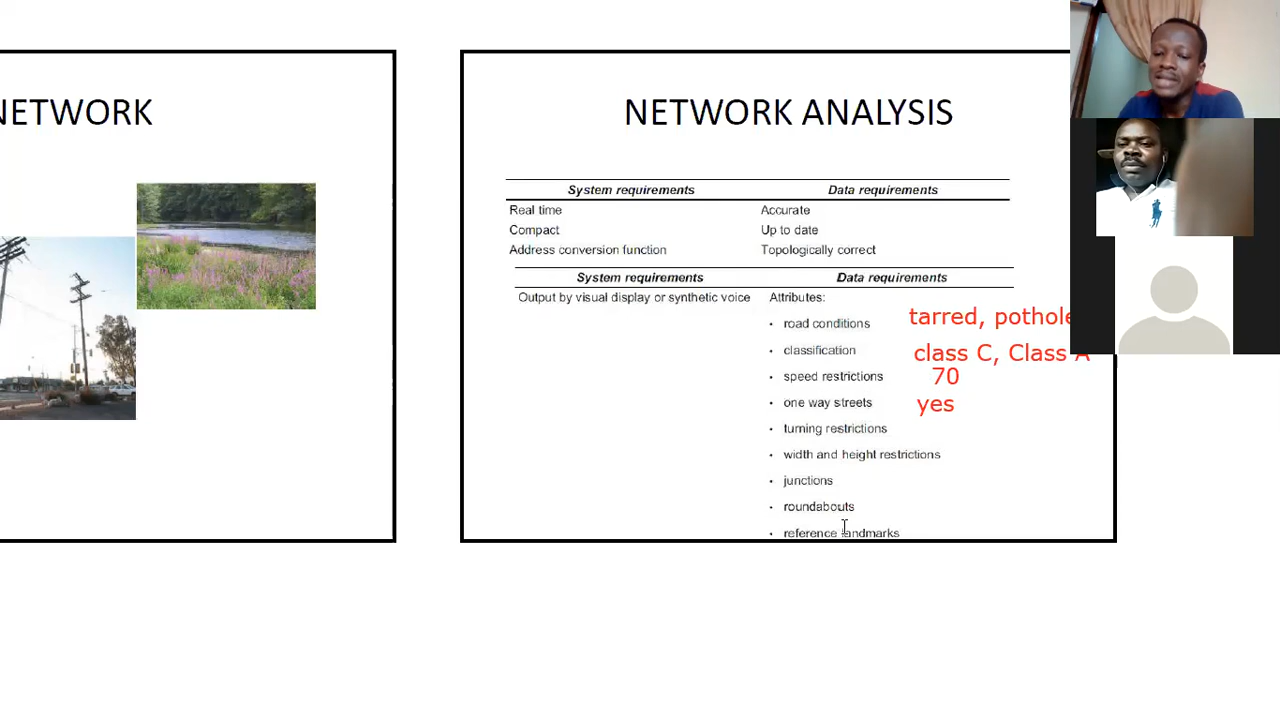 NETWORK
NETWORK ANALYSIS
System requirements Data requirements
Real time Accurate
Compact Up to date
Address conversion function Topologically correct
System requirements Data requirements
Output by visual display or synthetic voice Attributes:
• road conditions tarred, pothole
• classification class C, Class A
• speed restrictions 70
• one way streets yes
• turning restrictions
• width and height restrictions
• junctions
• roundabouts
• reference landmarks